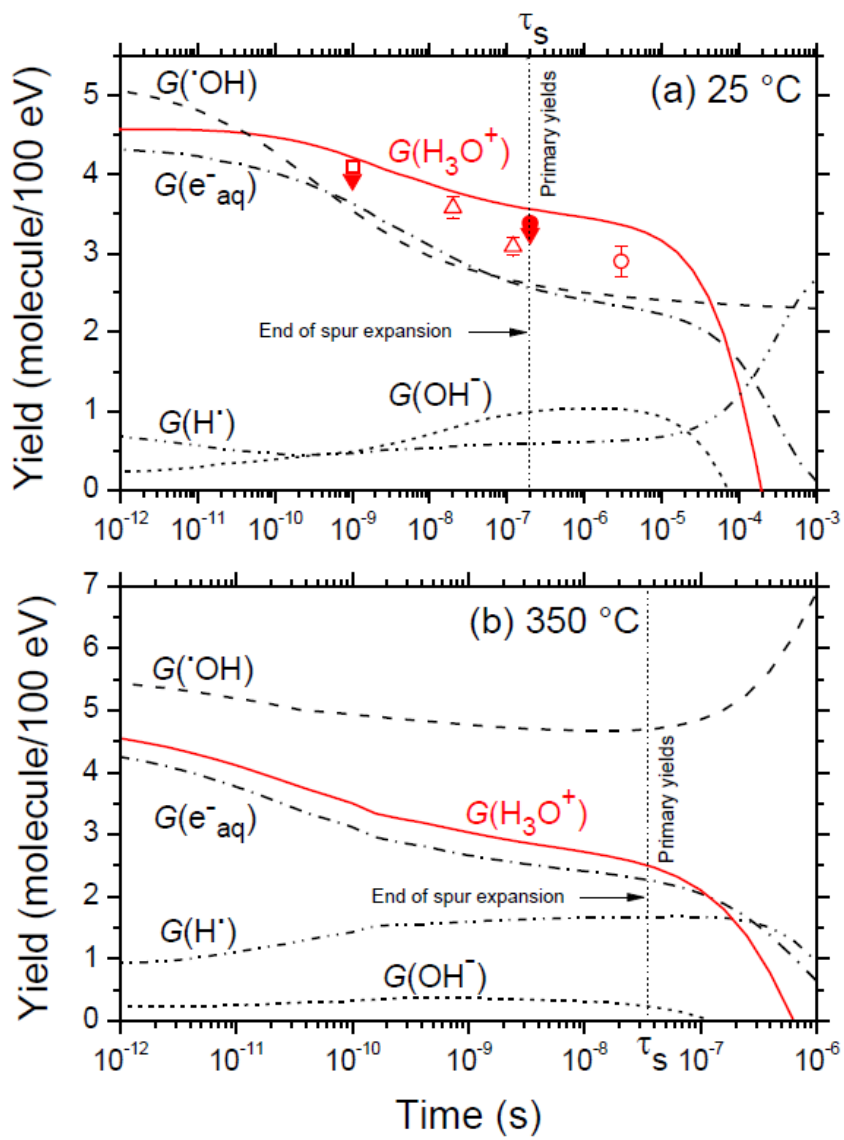 τs
G(•OH)
(a) 25 °C
G(H3O+)
G(e-aq)
Primary yields
End of spur expansion
G(OH-)
G(H•)
Yield (molecule/100 eV)
5
4
3
2
1
0
10-12 10-11 10-10 10-9 10-8 10-7 10-6 10-5 10-4 10-3
(b) 350 °C
G(•OH)
G(H3O+)
G(e-aq)
Primary yields
End of spur expansion
G(H•)
G(OH-)
Yield (molecule/100 eV)
7
6
5
4
3
2
1
0
10-12 10-11 10-10 10-9 10-8 τs 10-7 10-6
Time (s)